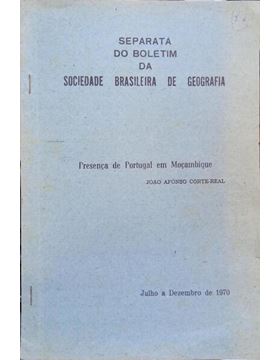 SEPARATA
DO BOLETIM
DA
SOCIEDADE BRASILEIRA DE GEOGRAFIA
Presença de Portugal em Moçambique
JOAO AFONSO CORTE-REAL
Julho a Dezembro de 1970